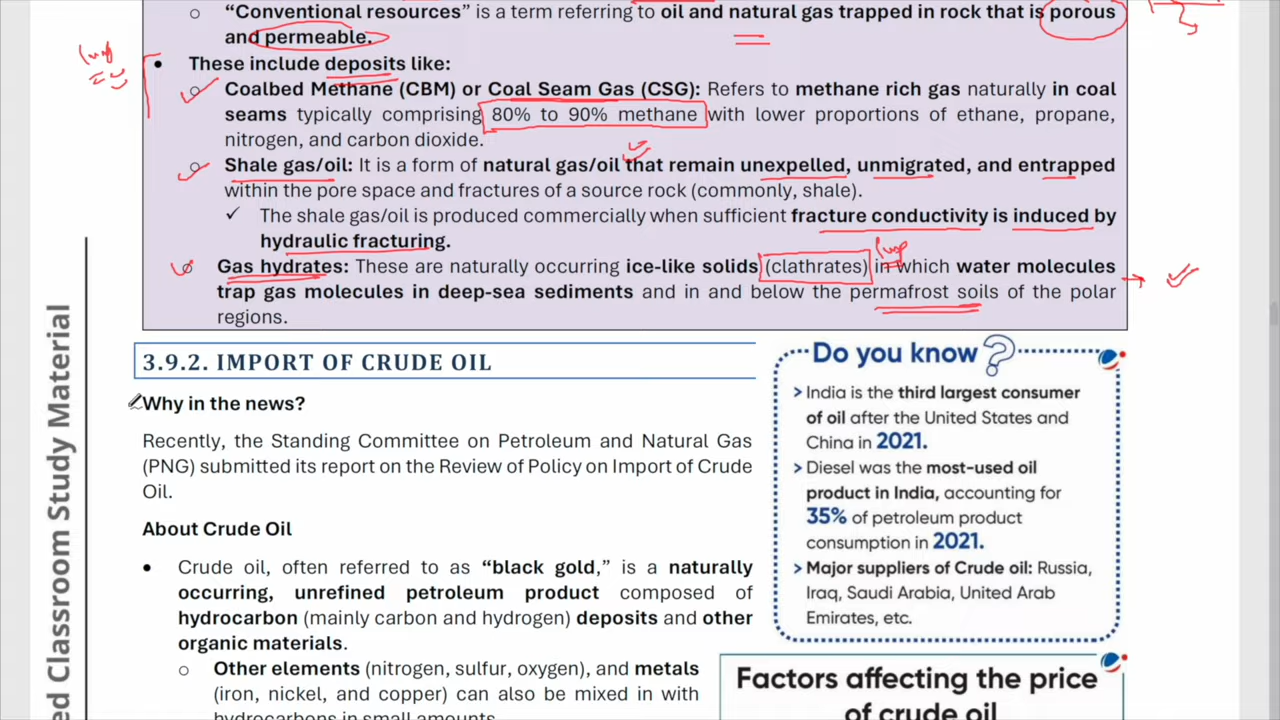 ○ "Conventional resources" is a term referring to oil and natural gas trapped in rock that is porous
and permeable.
• These include deposits like:
○ Coalbed Methane (CBM) or Coal Seam Gas (CSG): Refers to methane rich gas naturally in coal
seams typically comprising 80% to 90% methane with lower proportions of ethane, propane,
nitrogen, and carbon dioxide.
○ Shale gas/oil: It is a form of natural gas/oil that remain unexpelled, unmigrated, and entrapped
within the pore space and fractures of a source rock (commonly, shale).
✓ The shale gas/oil is produced commercially when sufficient fracture conductivity is induced by
hydraulic fracturing.
○ Gas hydrates: These are naturally occurring ice-like solids (clathrates) in which water molecules
trap gas molecules in deep-sea sediments and in and below the permafrost soils of the polar
regions.
3.9.2. IMPORT OF CRUDE OIL
Why in the news?
Recently, the Standing Committee on Petroleum and Natural Gas
(PNG) submitted its report on the Review of Policy on Import of Crude
Oil.
About Crude Oil
• Crude oil, often referred to as "black gold," is a naturally
occurring, unrefined petroleum product composed of
hydrocarbon (mainly carbon and hydrogen) deposits and other
organic materials.
○ Other elements (nitrogen, sulfur, oxygen), and metals
(iron, nickel, and copper) can also be mixed in with
hydrocarbons in small amounts.
Do you know?
> India is the third largest consumer
of oil after the United States and
China in 2021.
> Diesel was the most-used oil
product in India, accounting for
35% of petroleum product
consumption in 2021.
> Major suppliers of Crude oil: Russia,
Iraq, Saudi Arabia, United Arab
Emirates, etc.
Factors affecting the price
of crude oil
ed Classroom Study Material